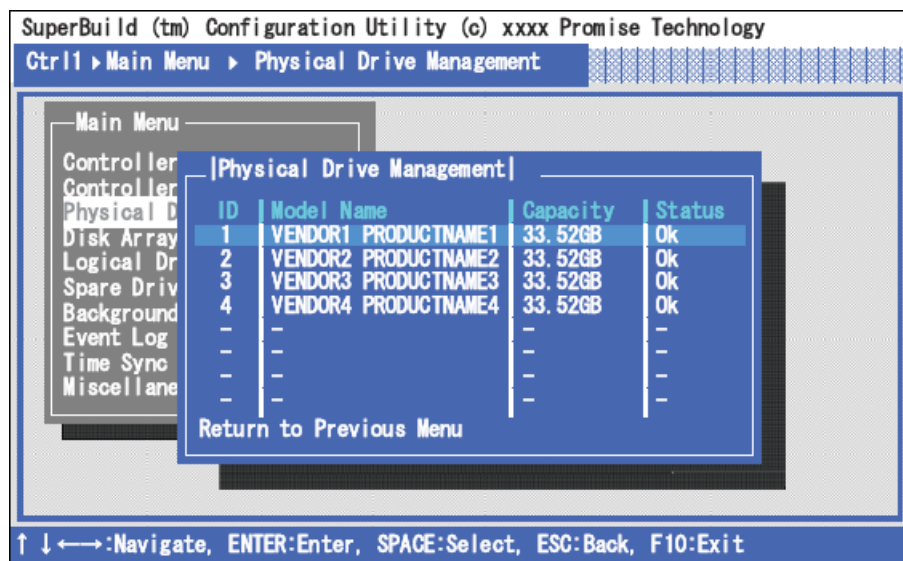 SuperBuild (tm) Configuration Utility (c) xxxx Promise Technology
Ctrl1 ▸ Main Menu ▸ Physical Drive Management
Main Menu
Controller
Controller
Physical D
Disk Array
Logical Dr
Spare Driv
Background
Event Log
Time Sync
Miscellane
|Physical Drive Management|
ID Model Name Capacity Status
1 VENDOR1 PRODUCTNAME1 33.52GB Ok
2 VENDOR2 PRODUCTNAME2 33.52GB Ok
3 VENDOR3 PRODUCTNAME3 33.52GB Ok
4 VENDOR4 PRODUCTNAME4 33.52GB Ok
- - - -
- - - -
- - - -
- - - -
Return to Previous Menu
↑ ↓ ←→:Navigate, ENTER:Enter, SPACE:Select, ESC:Back, F10:Exit